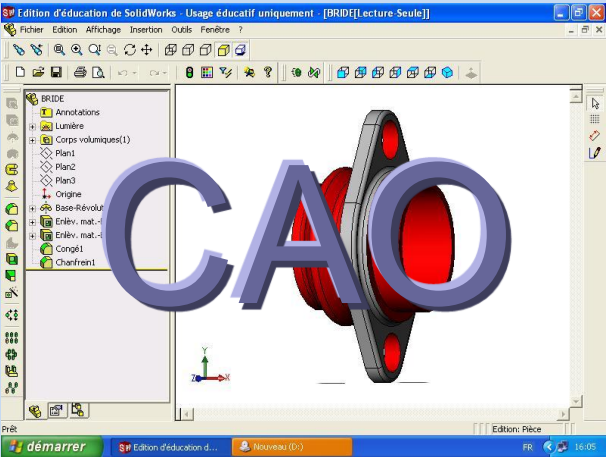 Edition d'éducation de SolidWorks - Usage éducatif uniquement - [BRIDE[Lecture-Seule]]
Fichier Edition Affichage Insertion Outils Fenêtre ?
BRIDE
Annotations
Lumière
Corps volumiques(1)
Plan1
Plan2
Plan3
Origine
Base-Révolut
Enlèv. mat.-
Enlèv. mat.-
Congé1
Chanfrein1
CAO
Y
Z X
Prêt Edition: Pièce
démarrer Edition d'éducation d... Nouveau (D:) FR 16:05